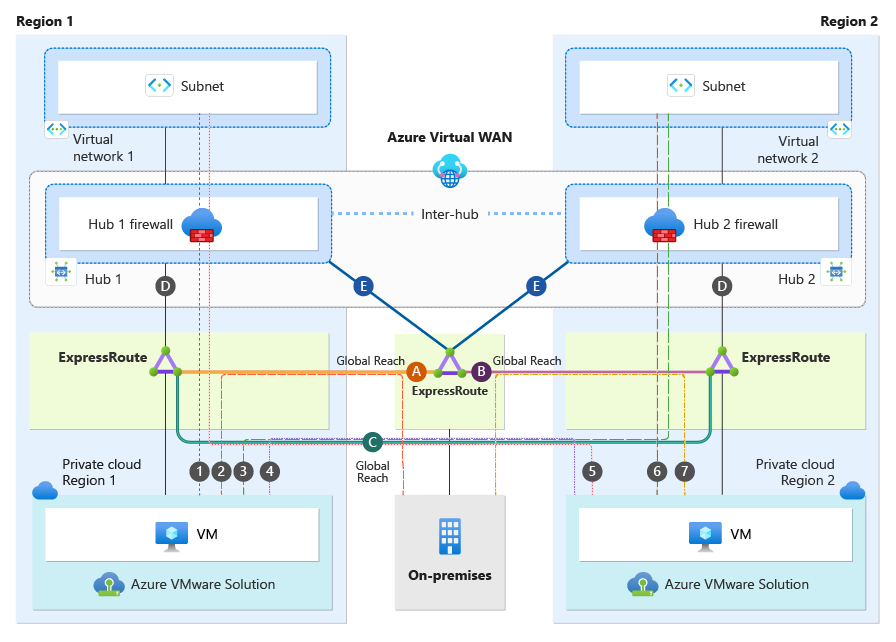 Region 1
Region 2
Subnet
Subnet
Virtual
network 1
Azure Virtual WAN
Virtual
network 2
Hub 1 firewall
Inter-hub
Hub 2 firewall
Hub 1
Hub 2
D
E
E
D
ExpressRoute
Global Reach
A
B
Global Reach
ExpressRoute
ExpressRoute
C
Global
Reach
Private cloud
Region 1
1
2
3
4
5
6
7
Private cloud
Region 2
VM
VM
On-premises
Azure VMware Solution
Azure VMware Solution